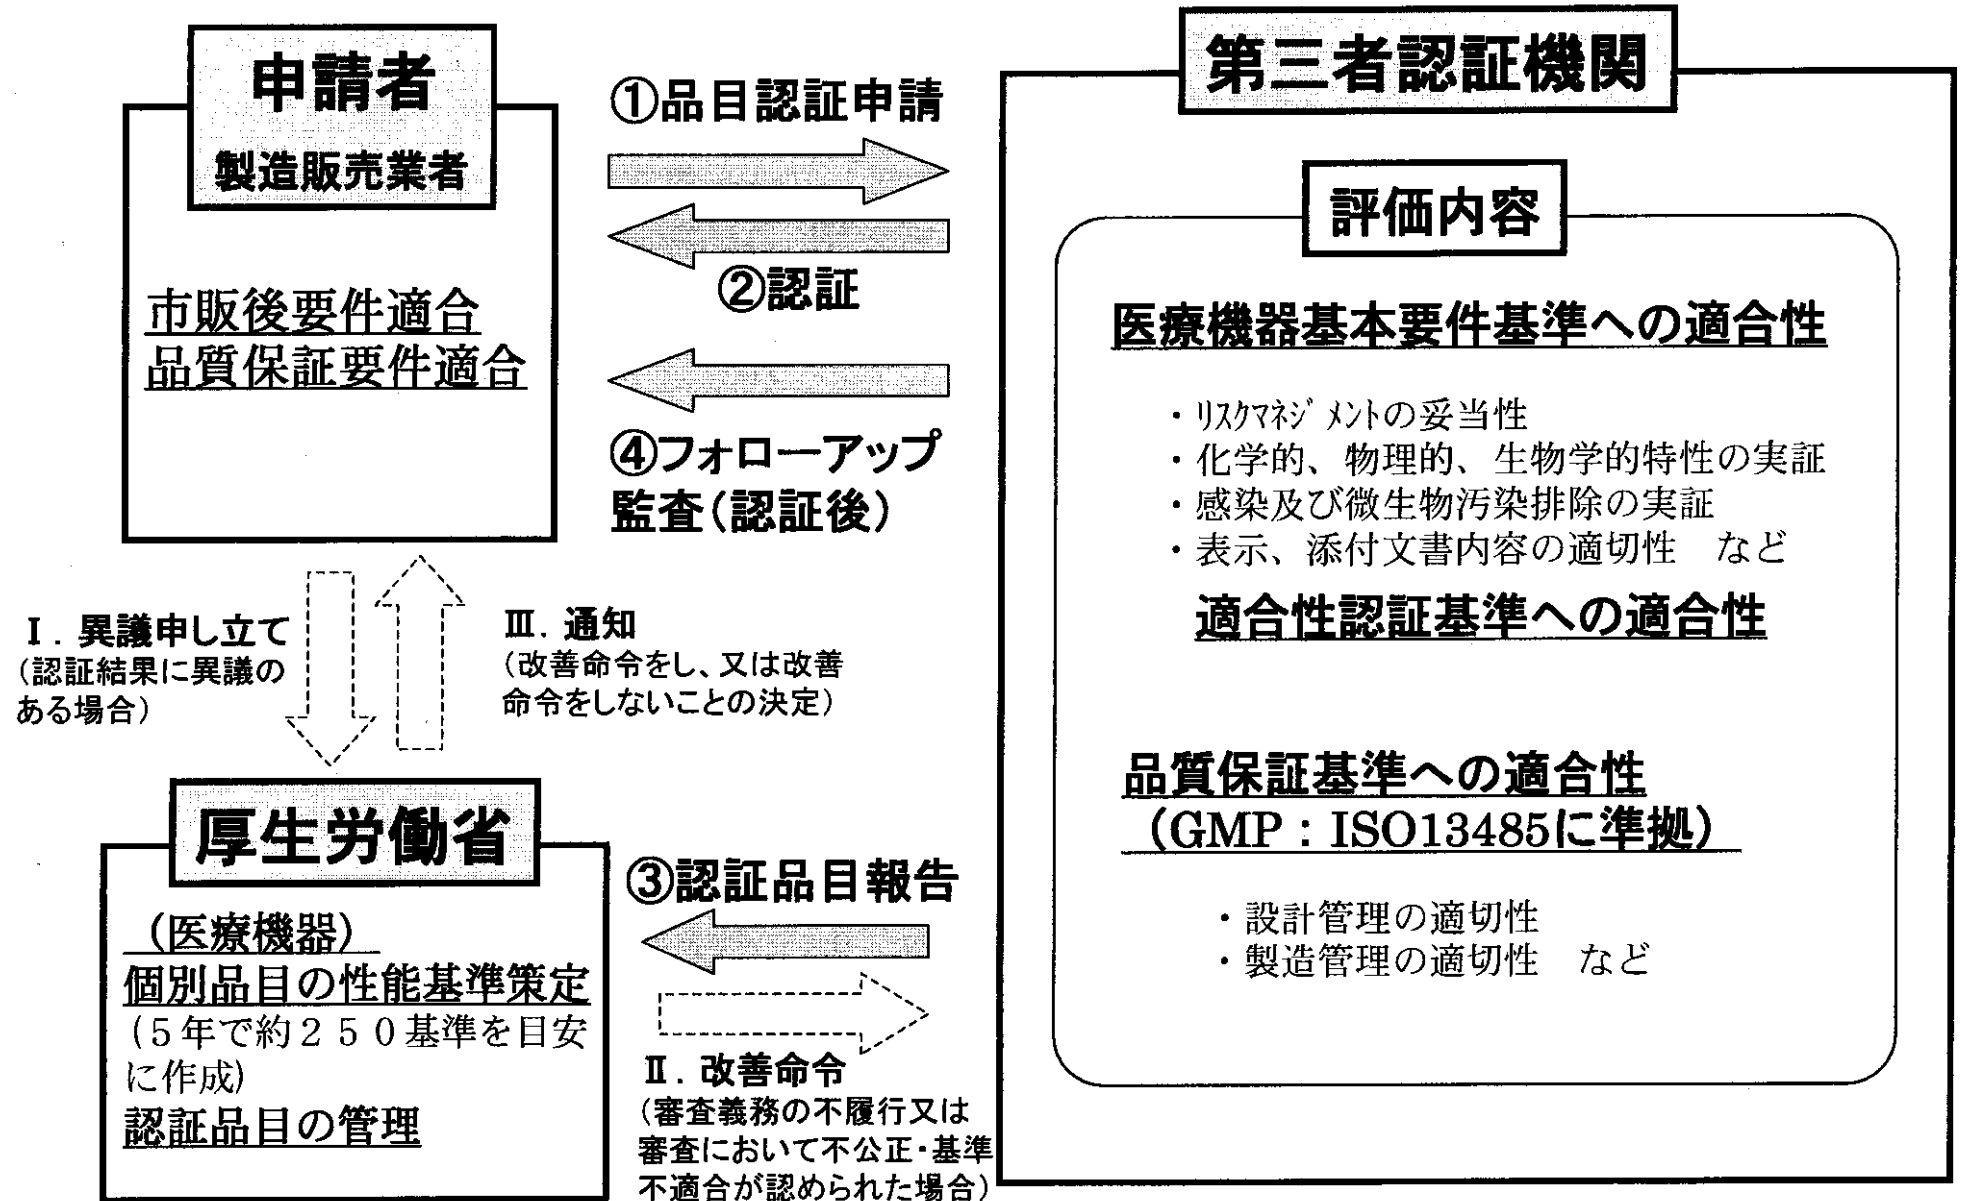 申請者
製造販売業者
市販後要件適合
品質保証要件適合
①品目認証申請
②認証
④フォローアップ
監査(認証後)
第三者認証機関
評価内容
医療機器基本要件基準への適合性
・ﾘｽｸﾏﾈｼﾞﾒﾝﾄの妥当性
・化学的、物理的、生物学的特性の実証
・感染及び微生物汚染排除の実証
・表示、添付文書内容の適切性　など
適合性認証基準への適合性
品質保証基準への適合性
（GMP：ISO13485に準拠）
・設計管理の適切性
・製造管理の適切性　など
Ⅰ. 異議申し立て
(認証結果に異議の
ある場合)
Ⅲ. 通知
(改善命令をし、又は改善
命令をしないことの決定)
厚生労働省
（医療機器）
個別品目の性能基準策定
(５年で約２５０基準を目安
に作成)
認証品目の管理
③認証品目報告
Ⅱ. 改善命令
(審査義務の不履行又は
審査において不公正・基準
不適合が認められた場合)